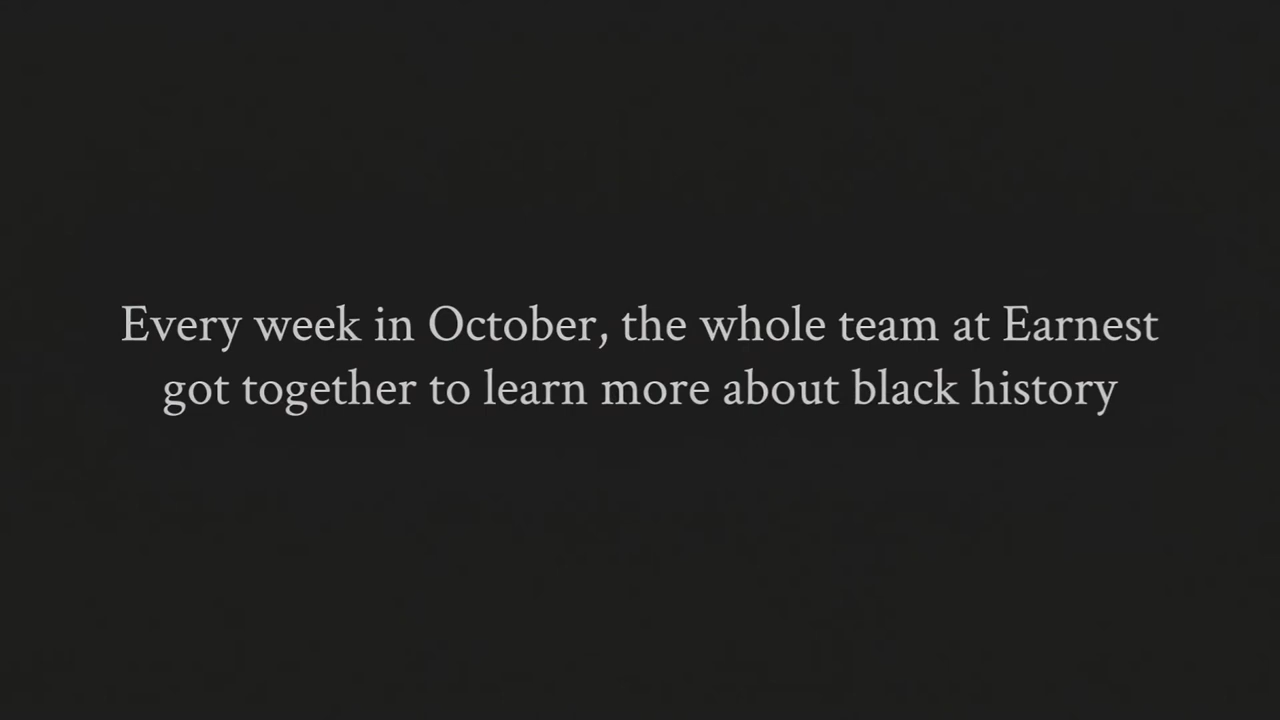 Every week in October, the whole team at Earnest
got together to learn more about black history